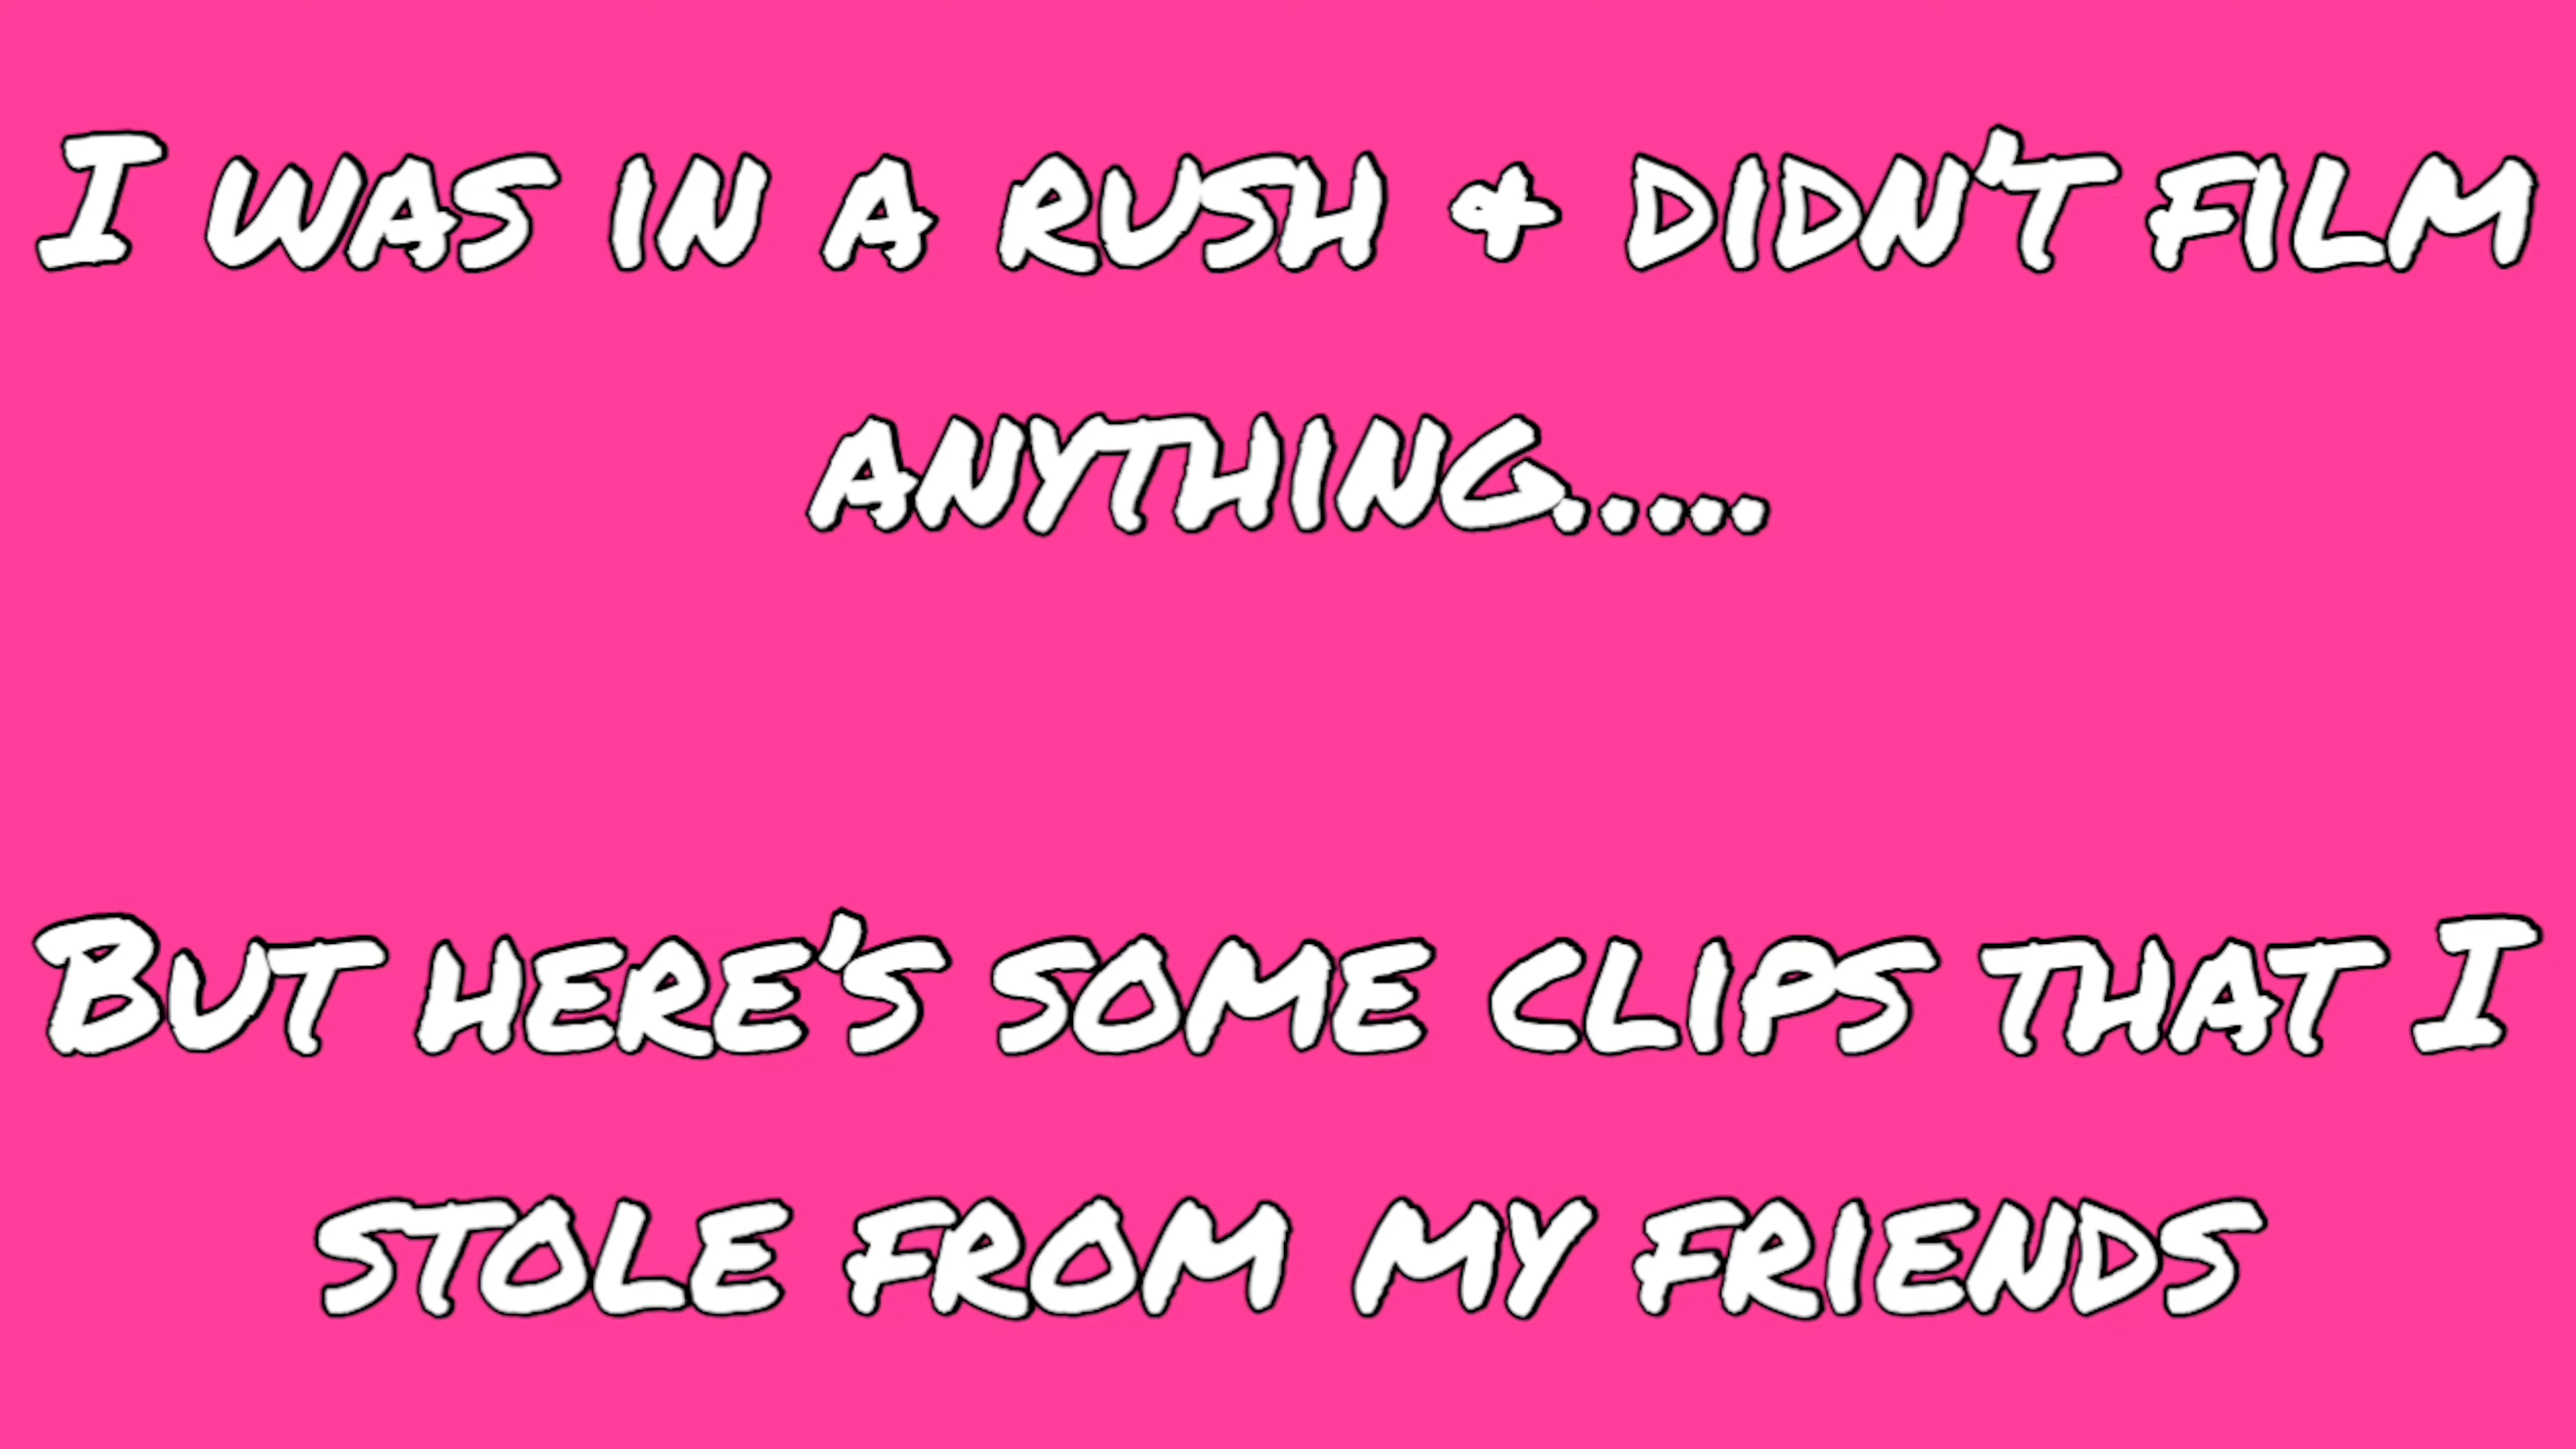 I was in a rush & didn't film
anything.....
But here's some clips that I
stole from my friends